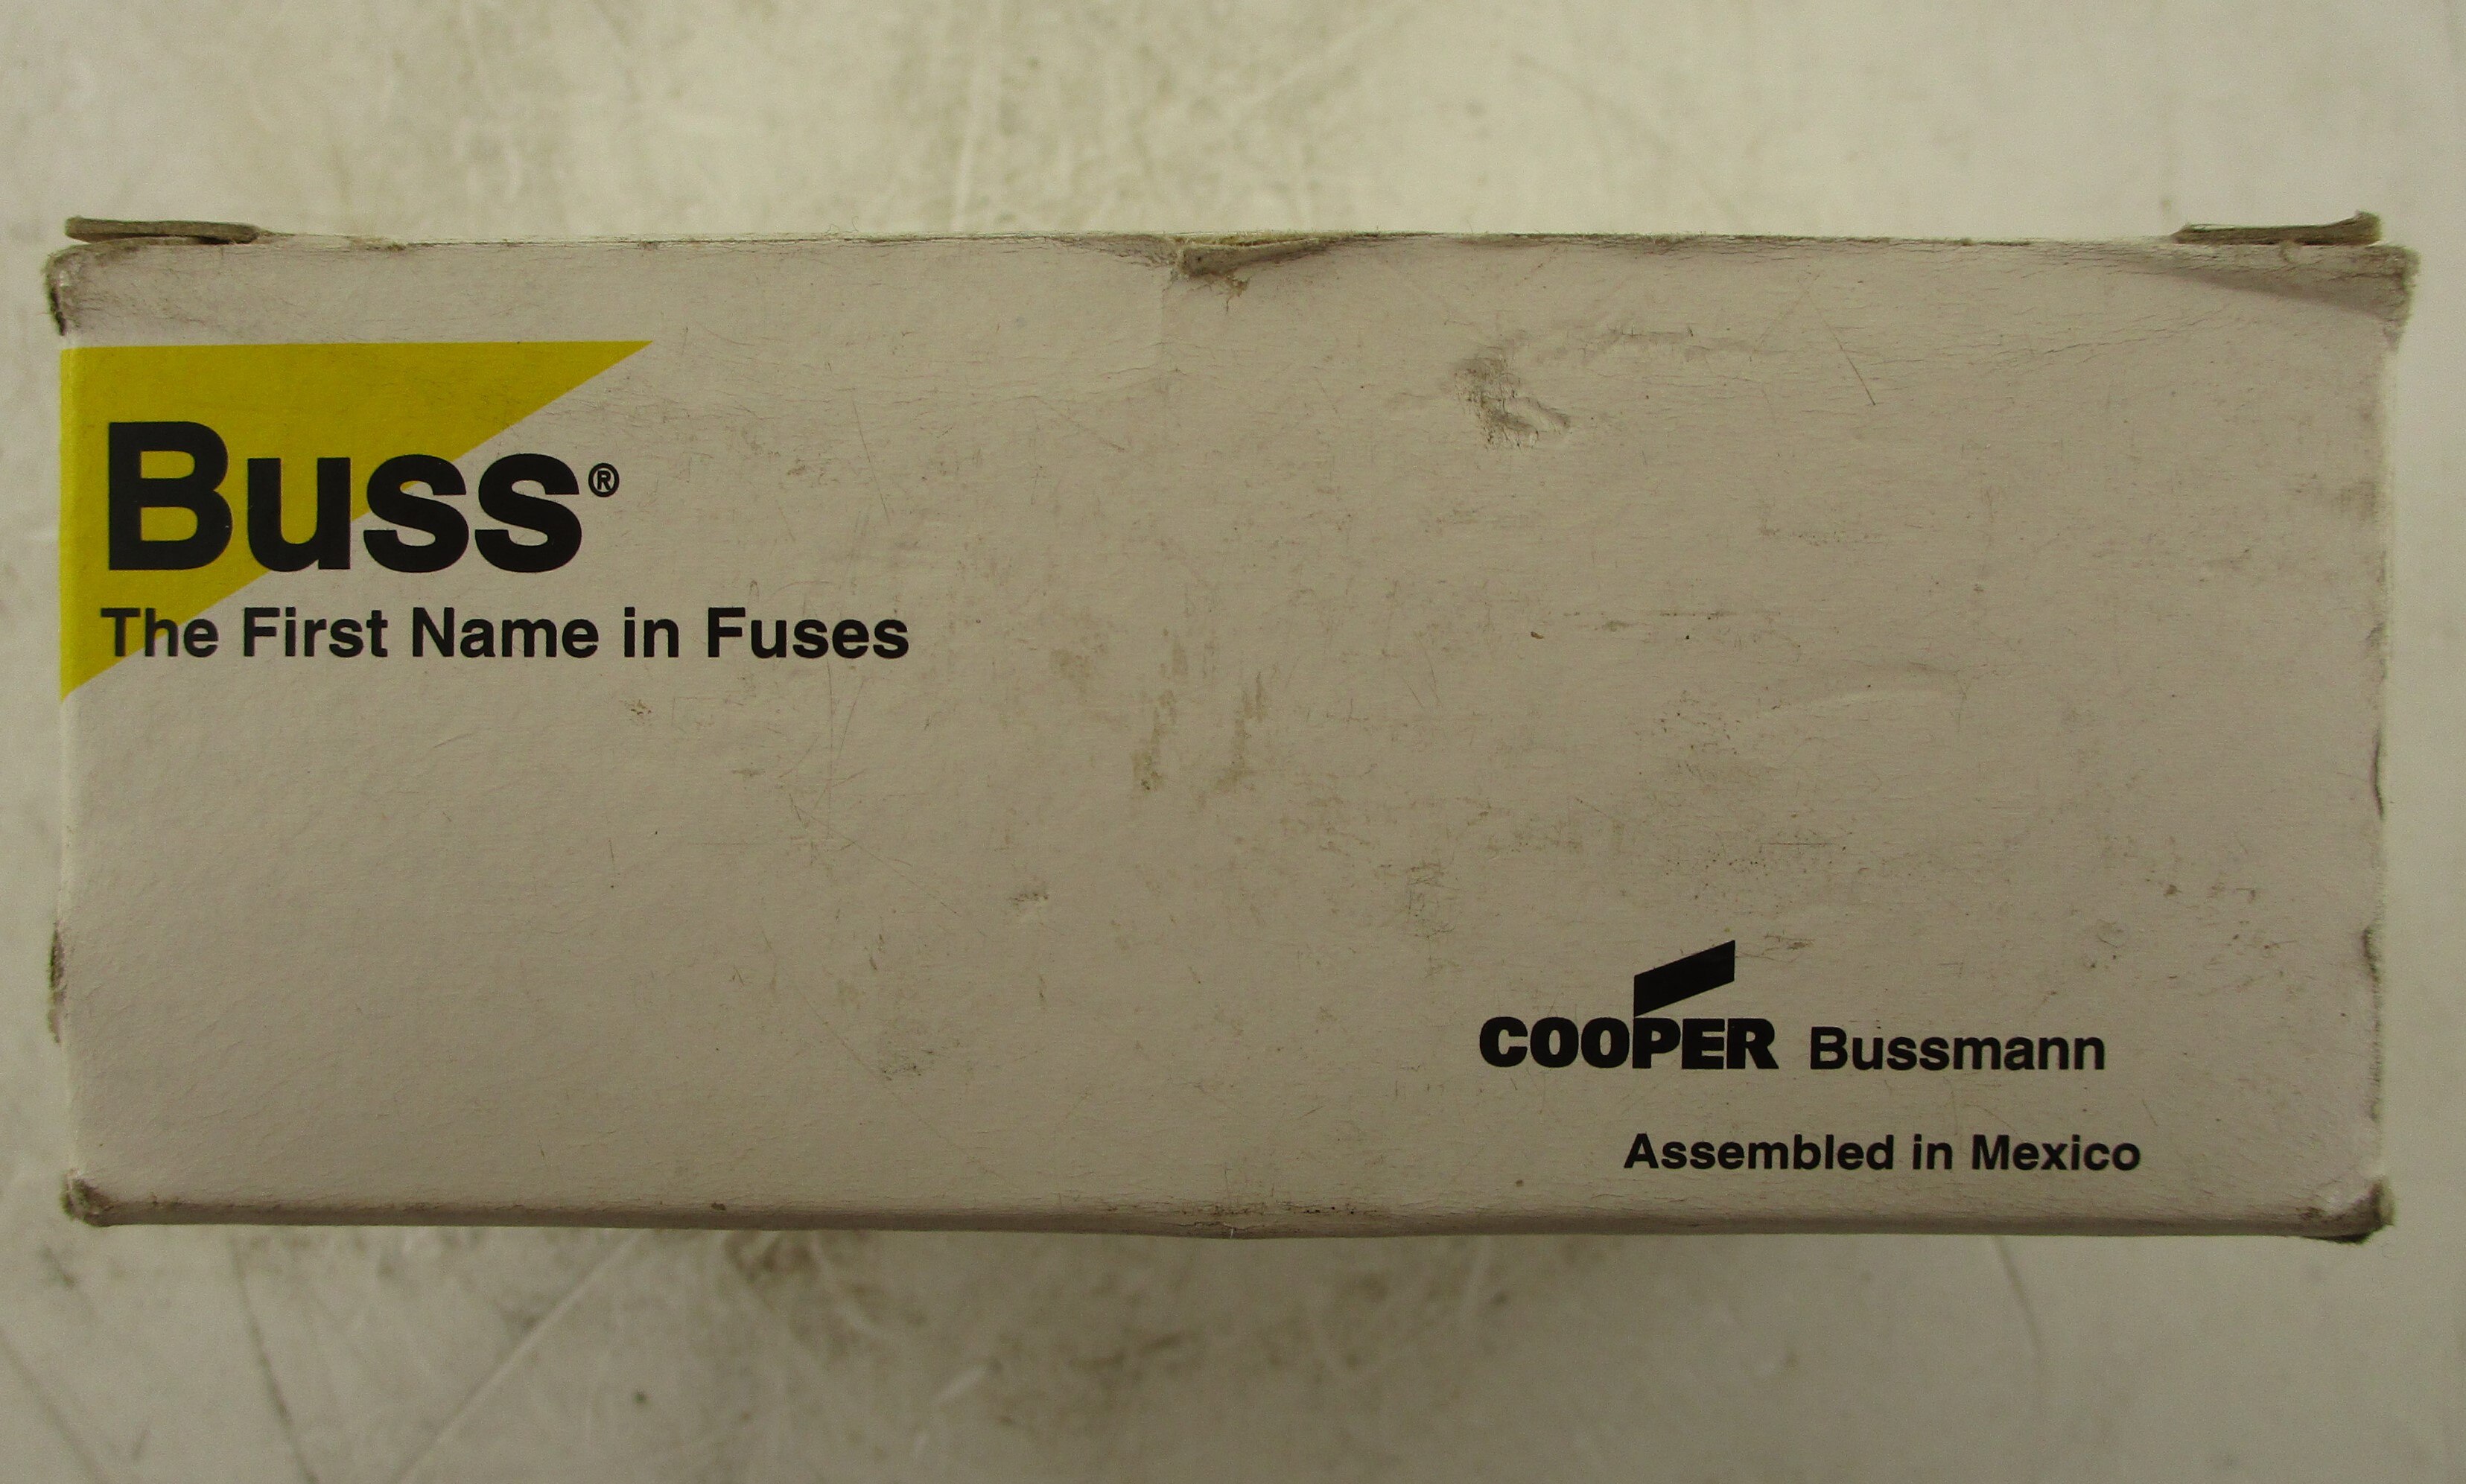 Buss®
The First Name in Fuses
COOPER Bussmann
Assembled in Mexico